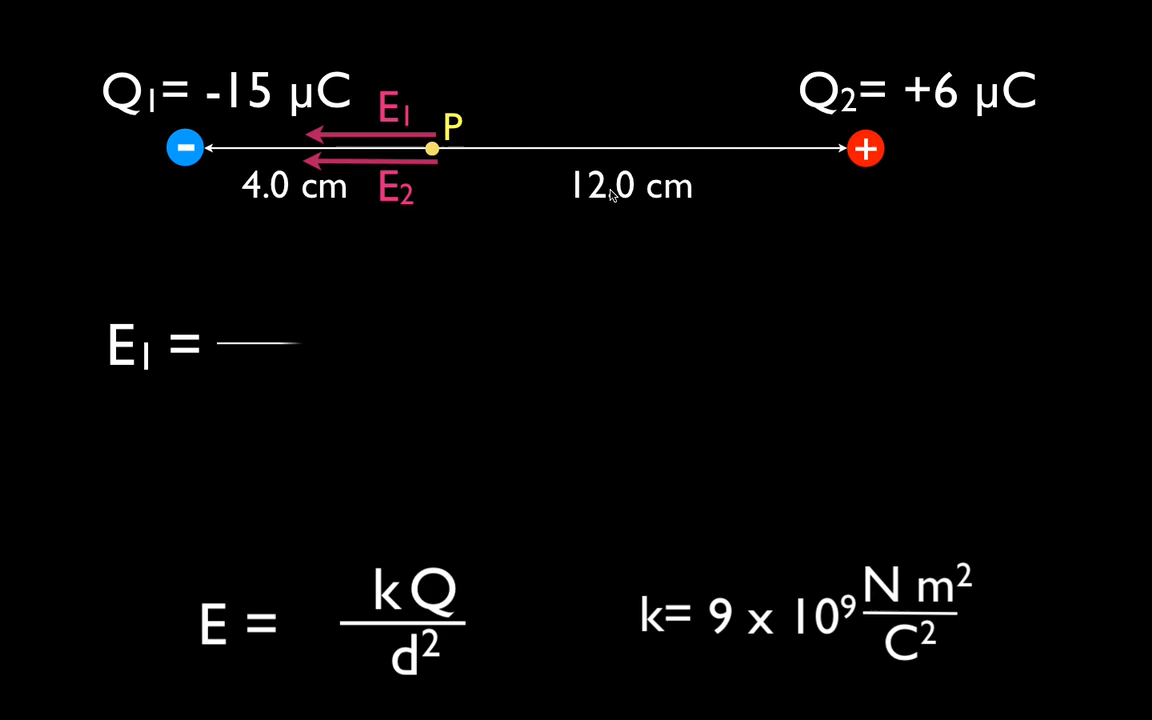 Q₁= -15 µC
Q₂= +6 µC
E₁
P
-
+
4.0 cm
E₂
12.0 cm
E₁ =
E = kQ/d²
k= 9 x 10⁹ N m²/C²